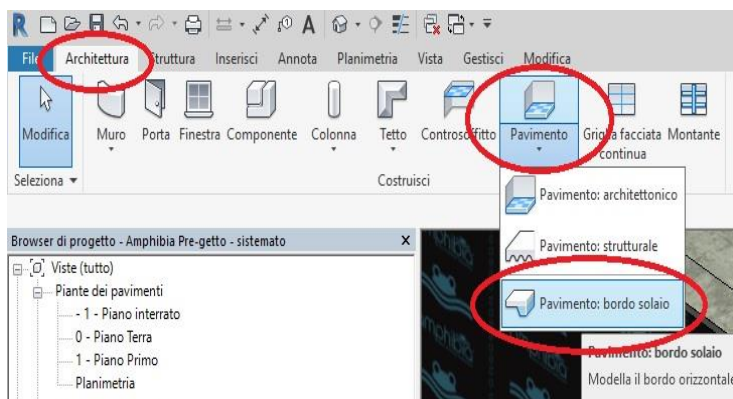 File Architettura Struttura Inserisci Annota Planimetria Vista Gestisci Modifica
Modifica Muro Porta Finestra Componente Colonna Tetto Controsoffitto Pavimento Griglia facciata continua Montante
Seleziona Costruisci
Pavimento: architettonico
Pavimento: strutturale
Pavimento: bordo solaio
Pavimento: bordo solaio
Modella il bordo orizzontale
Browser di progetto - Amphibia Pre-getto - sistemato X
Viste (tutto)
Piante dei pavimenti
- 1 - Piano interrato
0 - Piano Terra
1 - Piano Primo
Planimetria
amphibia